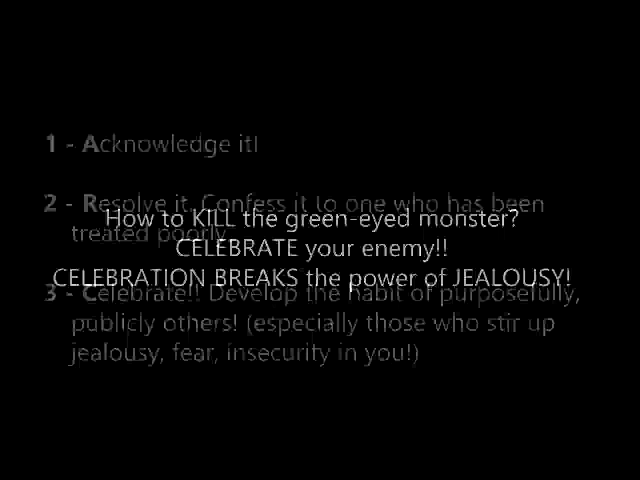 1 - Acknowledge it!
2 - Resolve it. Confess it to one who has been
treated poorly.
How to KILL the green-eyed monster?
CELEBRATE your enemy!!
CELEBRATION BREAKS the power of JEALOUSY!
3 - Celebrate!! Develop the habit of purposefully,
publicly others! (especially those who stir up
jealousy, fear, insecurity in you!)